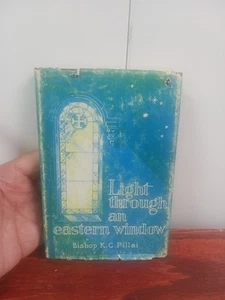 Light
through
an
eastern window
Bishop K. C. Pillai